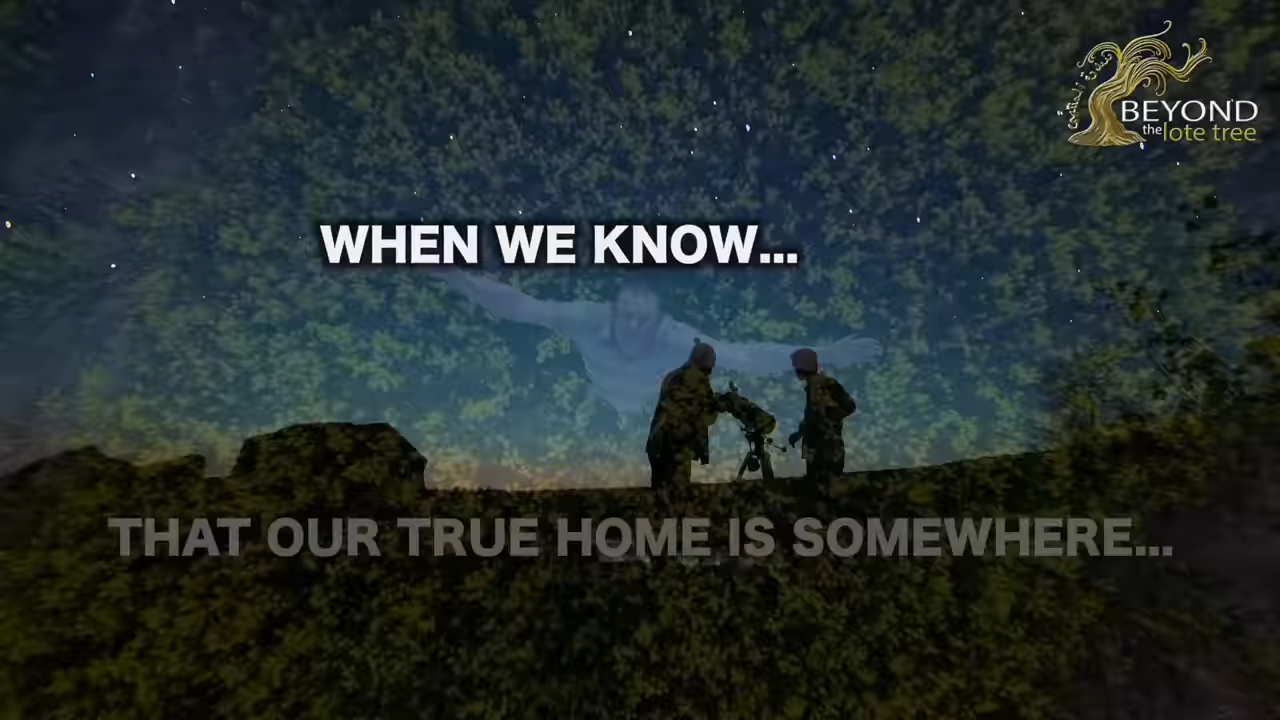 BEYOND
the lote tree
WHEN WE KNOW...
THAT OUR TRUE HOME IS SOMEWHERE...